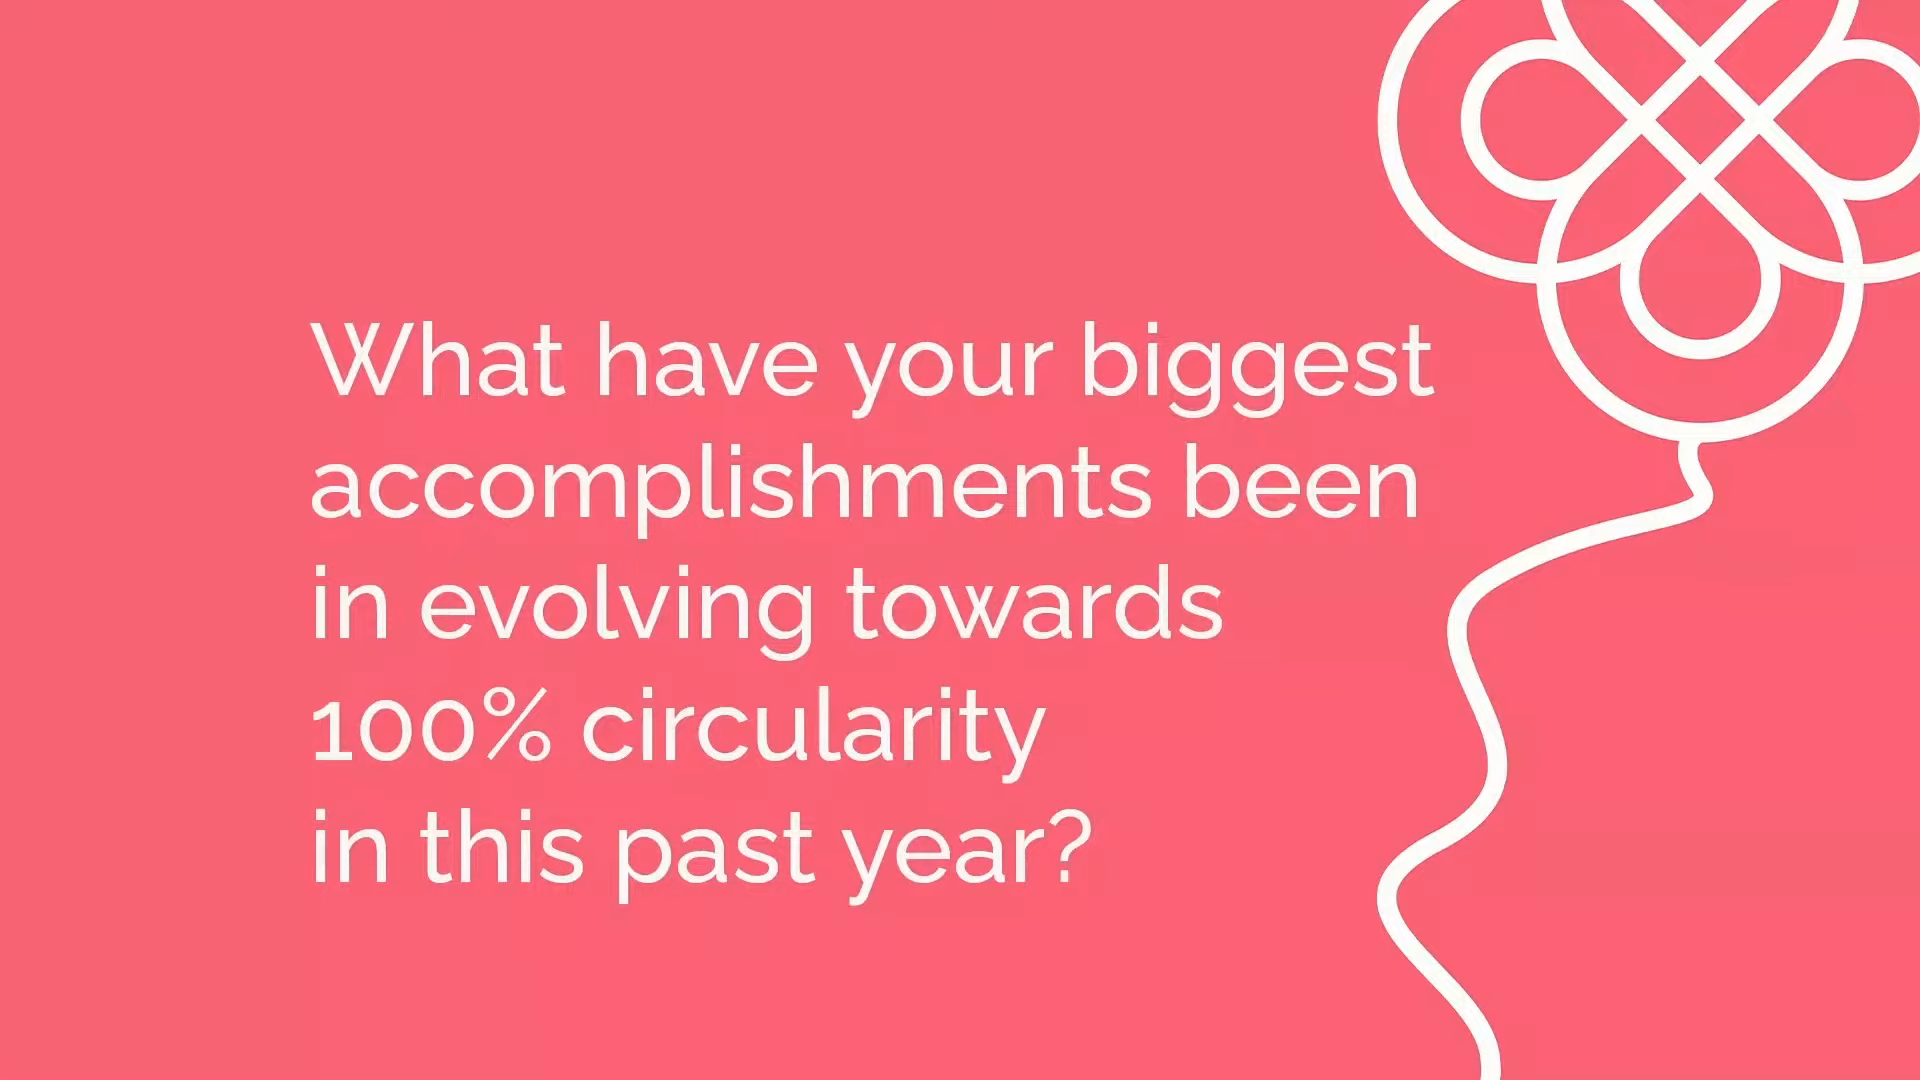 What have your biggest
accomplishments been
in evolving towards
100% circularity
in this past year?